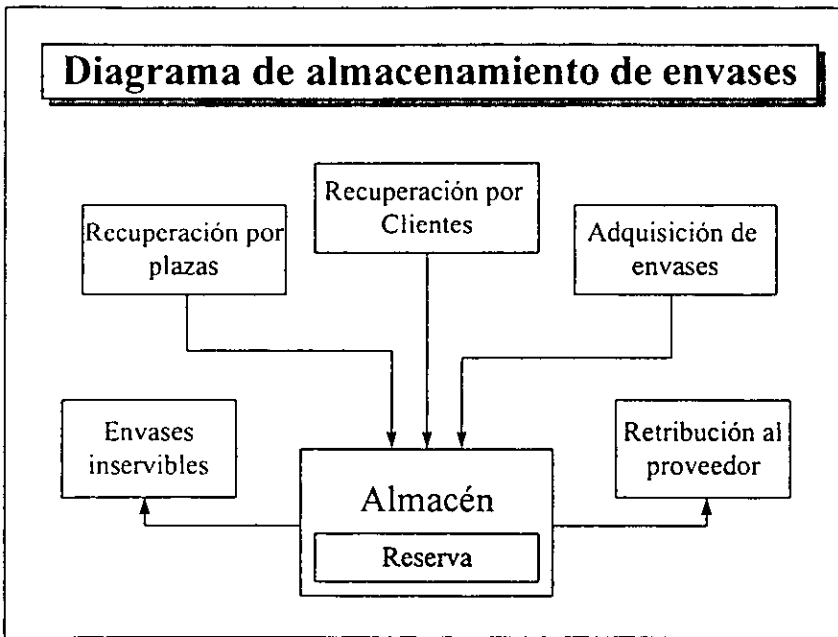 Diagrama de almacenamiento de envases
Recuperación por
plazas
Recuperación por
Clientes
Adquisición de
envases
Envases
inservibles
Almacén
Reserva
Retribución al
proveedor